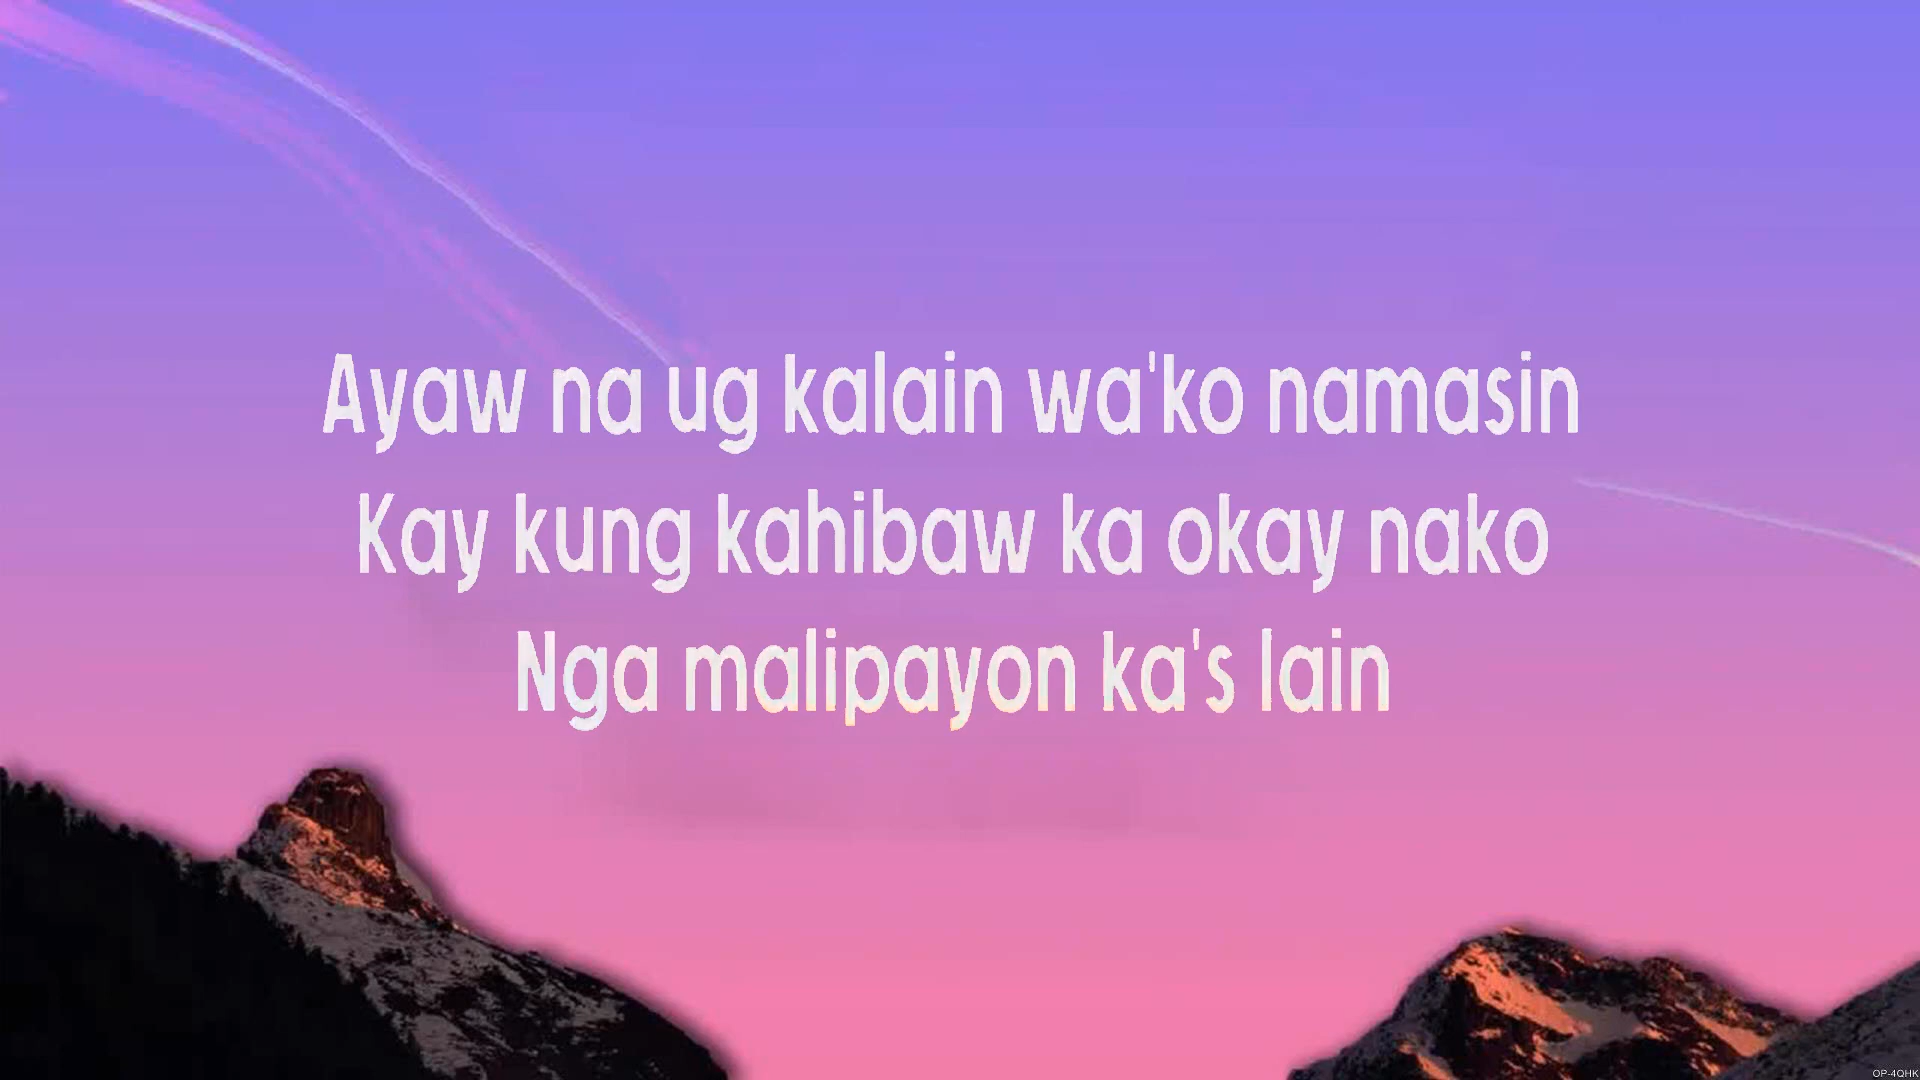 Ayaw na ug kalain wa'ko namasin
Kay kung kahibaw ka okay nako
Nga malipayon ka's lain
OP-4QHK